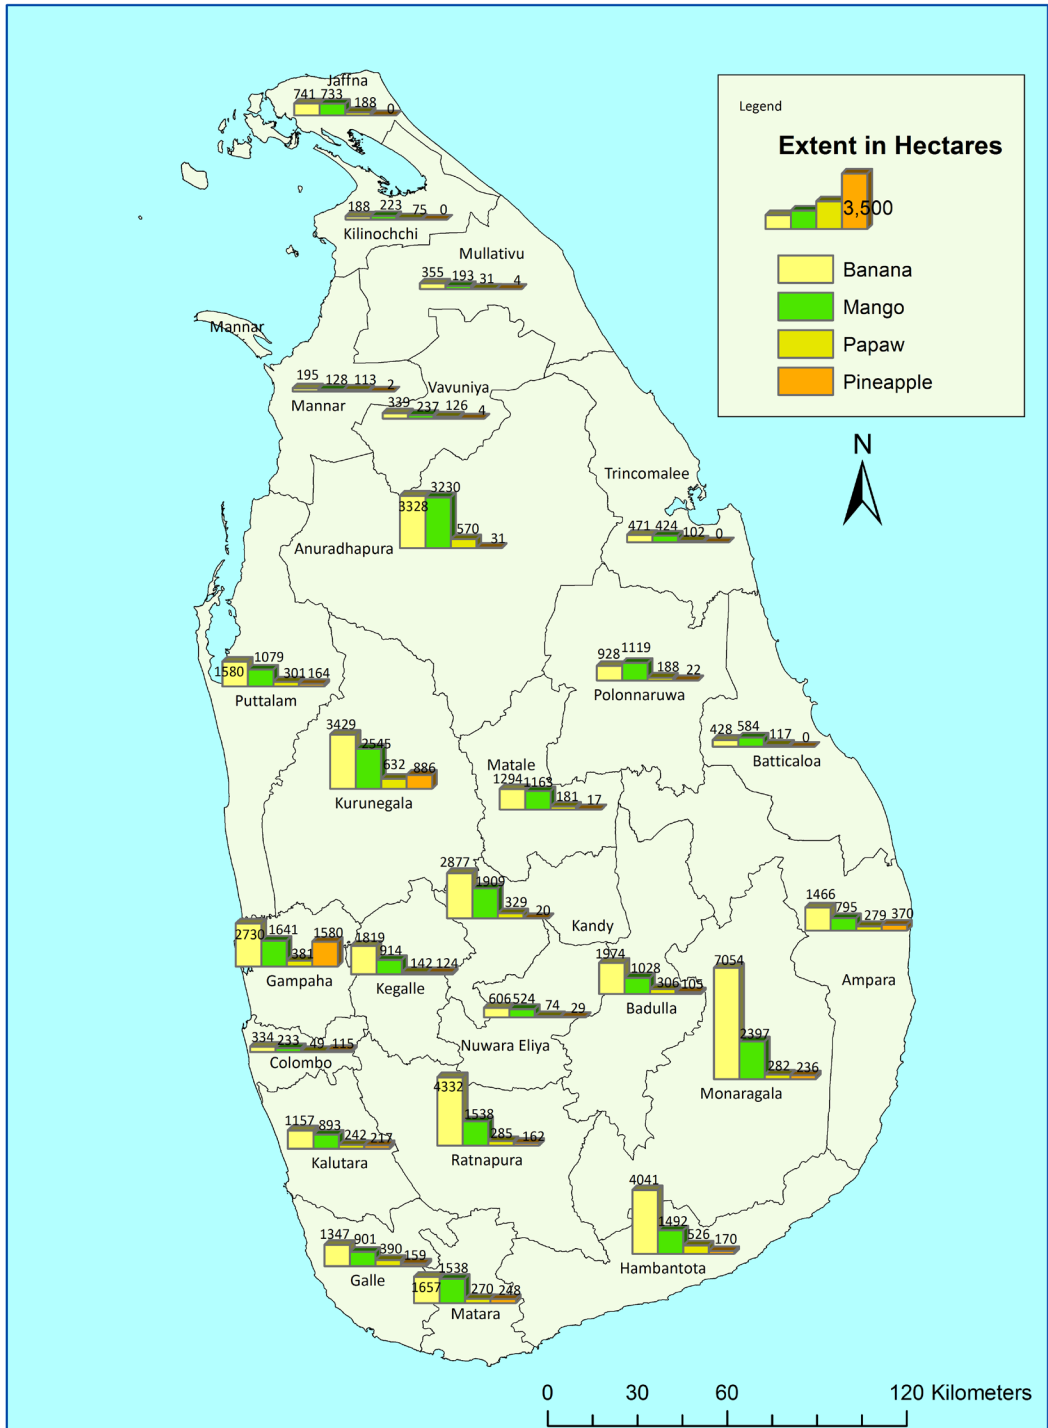 Jaffna
741 733 188 0
Legend
Extent in Hectares
3,500
Banana
Mango
Papaw
Pineapple
188 223 75 0
Kilinochchi
Mullativu
355 193 31 4
Mannar
195 128 113 2
Mannar
Vavuniya
339 237 126 4
N
Trincomalee
471 424 102 0
3328 3230 570 31
Anuradhapura
1580 1079 301 164
Puttalam
928 1119 188 22
Polonnaruwa
428 584 117 0
Batticaloa
3429 2545 632 886
Kurunegala
Matale
1294 1163 181 17
2877 1909 329 20
Kandy
1466 795 279 370
Ampara
2730 1641 381 1580
Gampaha
1819 914 142 124
Kegalle
1974 1028 306 105
Badulla
7054 2397 282 236
Monaragala
606 524 74 29
Nuwara Eliya
334 233 49 115
Colombo
4332 1538 285 162
Ratnapura
1157 893 242 217
Kalutara
4041 1492 526 170
Hambantota
1347 901 390 159
Galle
1657 1538 270 248
Matara
0 30 60 120 Kilometers